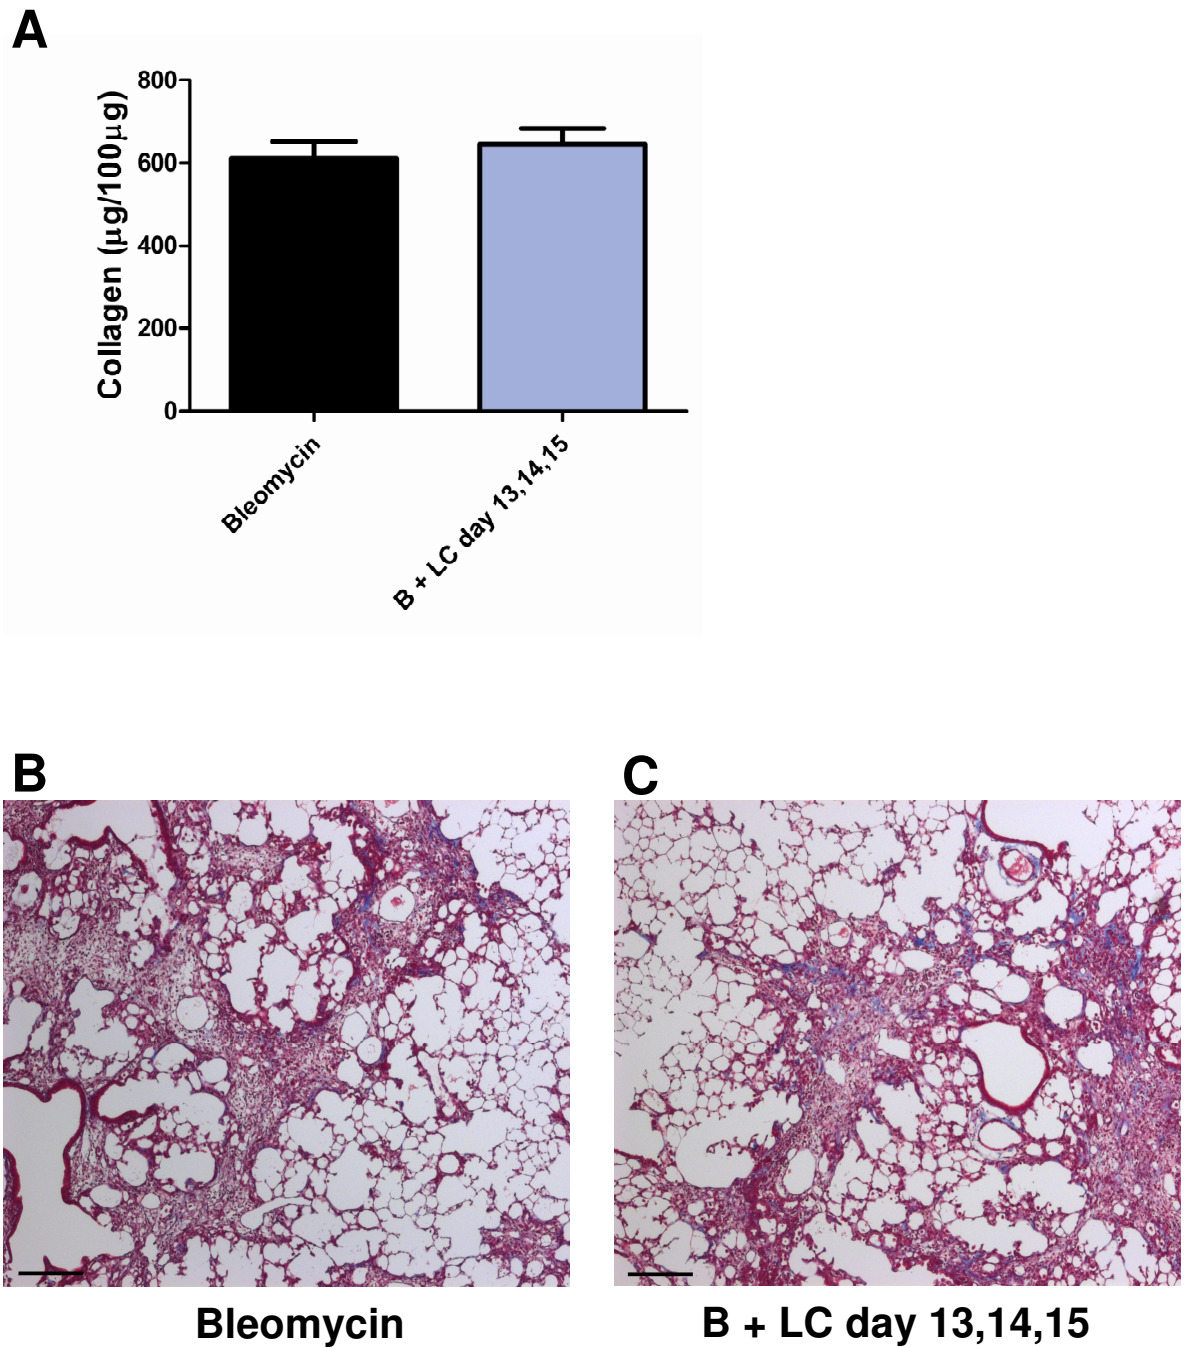 A
Collagen (μg/100μg)
800
600
400
200
0
Bleomycin
B + LC day 13,14,15
B
C
Bleomycin
B + LC day 13,14,15